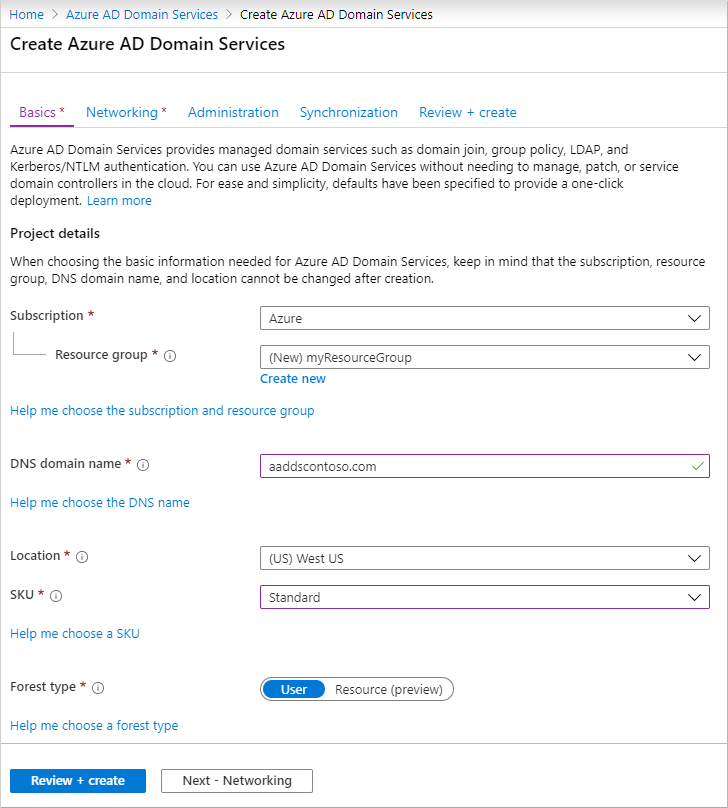 Home > Azure AD Domain Services > Create Azure AD Domain Services
Create Azure AD Domain Services
Basics * Networking * Administration Synchronization Review + create
Azure AD Domain Services provides managed domain services such as domain join, group policy, LDAP, and
Kerberos/NTLM authentication. You can use Azure AD Domain Services without needing to manage, patch, or service
domain controllers in the cloud. For ease and simplicity, defaults have been specified to provide a one-click
deployment. Learn more
Project details
When choosing the basic information needed for Azure AD Domain Services, keep in mind that the subscription, resource
group, DNS domain name, and location cannot be changed after creation.
Subscription * Azure
Resource group * (New) myResourceGroup
Create new
Help me choose the subscription and resource group
DNS domain name * aaddscontoso.com
Help me choose the DNS name
Location * (US) West US
SKU * Standard
Help me choose a SKU
Forest type * User Resource (preview)
Help me choose a forest type
Review + create Next - Networking